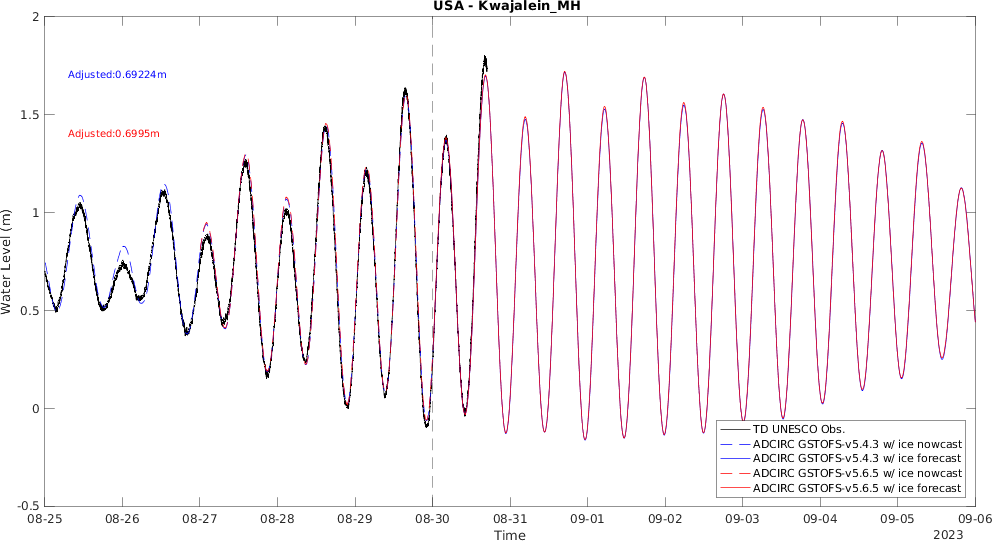 USA - Kwajalein_MH
2
Adjusted:0.69224m
1.5
Adjusted:0.6995m
1
Water Level (m)
0.5
0
TD UNESCO Obs.
ADCIRC GSTOFS-v5.4.3 w/ ice nowcast
ADCIRC GSTOFS-v5.4.3 w/ ice forecast
ADCIRC GSTOFS-v5.6.5 w/ ice nowcast
ADCIRC GSTOFS-v5.6.5 w/ ice forecast
-0.5
08-25 08-26 08-27 08-28 08-29 08-30 08-31 09-01 09-02 09-03 09-04 09-05 09-06
Time
2023